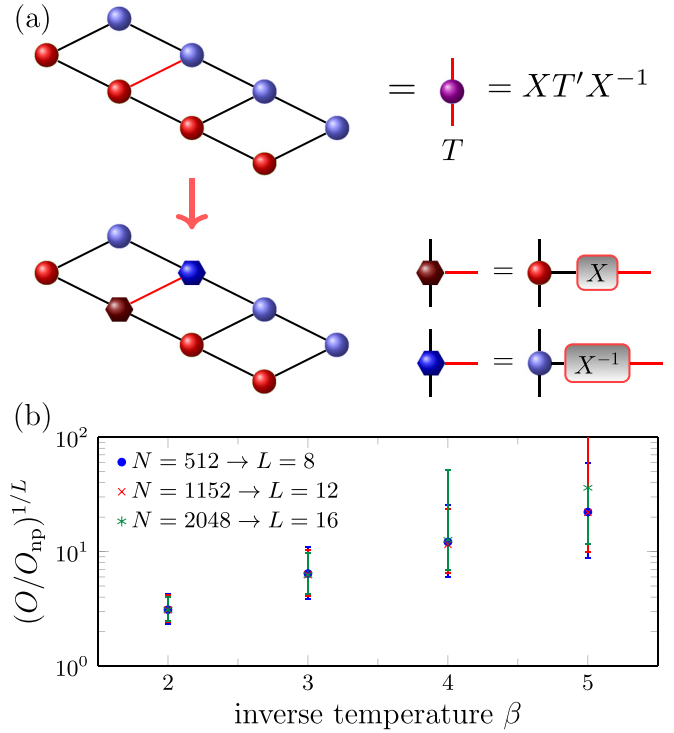 (a)
= = XT′X⁻¹
T
= X
= X⁻¹
(b)
(O/Oₙₚ)^{1/L}
10²
10¹
10⁰
N = 512 → L = 8
N = 1152 → L = 12
N = 2048 → L = 16
2 3 4 5
inverse temperature β